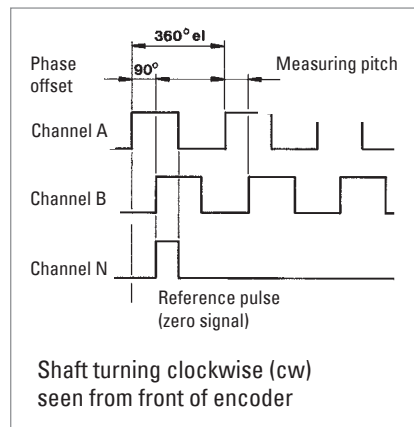 360° el
Phase
offset
90°
Measuring pitch
Channel A
Channel B
Channel N
Reference pulse
(zero signal)
Shaft turning clockwise (cw)
seen from front of encoder